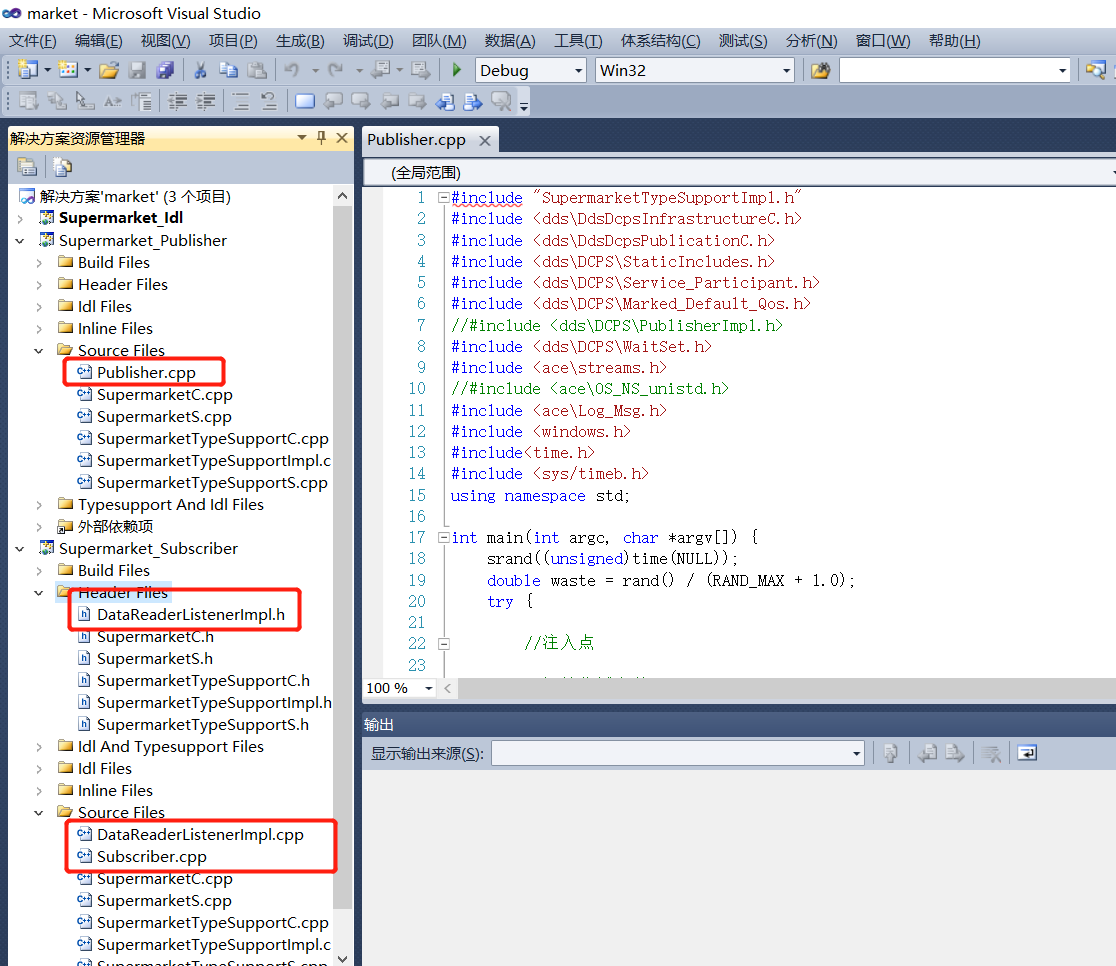 market - Microsoft Visual Studio
文件(F) 编辑(E) 视图(V) 项目(P) 生成(B) 调试(D) 团队(M) 数据(A) 工具(T) 体系结构(C) 测试(S) 分析(N) 窗口(W) 帮助(H)
Debug Win32
解决方案资源管理器
解决方案'market' (3 个项目)
Supermarket_Idl
Supermarket_Publisher
Build Files
Header Files
Idl Files
Inline Files
Source Files
Publisher.cpp
SupermarketC.cpp
SupermarketS.cpp
SupermarketTypeSupportC.cpp
SupermarketTypeSupportImpl.c
SupermarketTypeSupportS.cpp
Typesupport And Idl Files
外部依赖项
Supermarket_Subscriber
Build Files
Header Files
DataReaderListenerImpl.h
SupermarketC.h
SupermarketS.h
SupermarketTypeSupportC.h
SupermarketTypeSupportImpl.h
SupermarketTypeSupportS.h
Idl And Typesupport Files
Idl Files
Inline Files
Source Files
DataReaderListenerImpl.cpp
Subscriber.cpp
SupermarketC.cpp
SupermarketS.cpp
SupermarketTypeSupportC.cpp
SupermarketTypeSupportImpl.c
SupermarketTypeSupportS.cpp
Publisher.cpp
(全局范围)
1 #include "SupermarketTypeSupportImpl.h"
2 #include <dds\DdsDcpsInfrastructureC.h>
3 #include <dds\DdsDcpsPublicationC.h>
4 #include <dds\DCPS\StaticIncludes.h>
5 #include <dds\DCPS\Service_Participant.h>
6 #include <dds\DCPS\Marked_Default_Qos.h>
7 //#include <dds\DCPS\PublisherImpl.h>
8 #include <dds\DCPS\WaitSet.h>
9 #include <ace\streams.h>
10 //#include <ace\OS_NS_unistd.h>
11 #include <ace\Log_Msg.h>
12 #include <windows.h>
13 #include<time.h>
14 #include <sys/timeb.h>
15 using namespace std;
16
17 int main(int argc, char *argv[]) {
18 srand((unsigned)time(NULL));
19 double waste = rand() / (RAND_MAX + 1.0);
20 try {
21
22 //注入点
23
100 %
输出
显示输出来源(S):